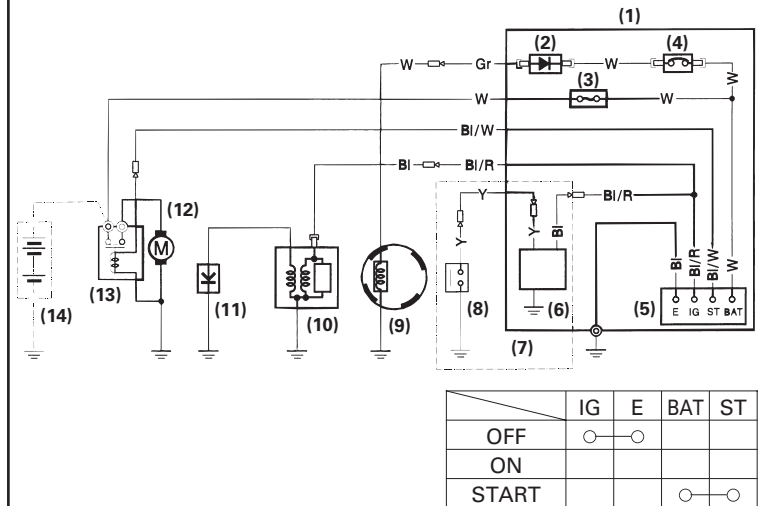 (1)
(2)
(4)
W
Gr
W
(3)
W
W
W
Bl/W
Bl
Bl/R
Y
Bl/R
(12)
Y
Y
Bl
M
Bl
Bl/R
Bl/W
W
(13)
(14)
(11)
(10)
(9)
(8)
(6)
(5)
E IG ST BAT
(7)
IG E BAT ST
OFF
ON
START